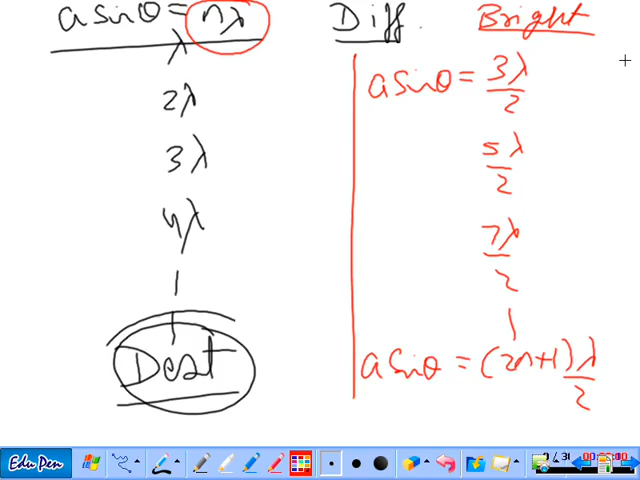 a sinθ = nλ
λ
2λ
3λ
4λ
Dest
Diff. Bright
a sinθ = 3λ/2
5λ/2
7λ/2
a sinθ = (2n+1)λ/2
Edu Pen